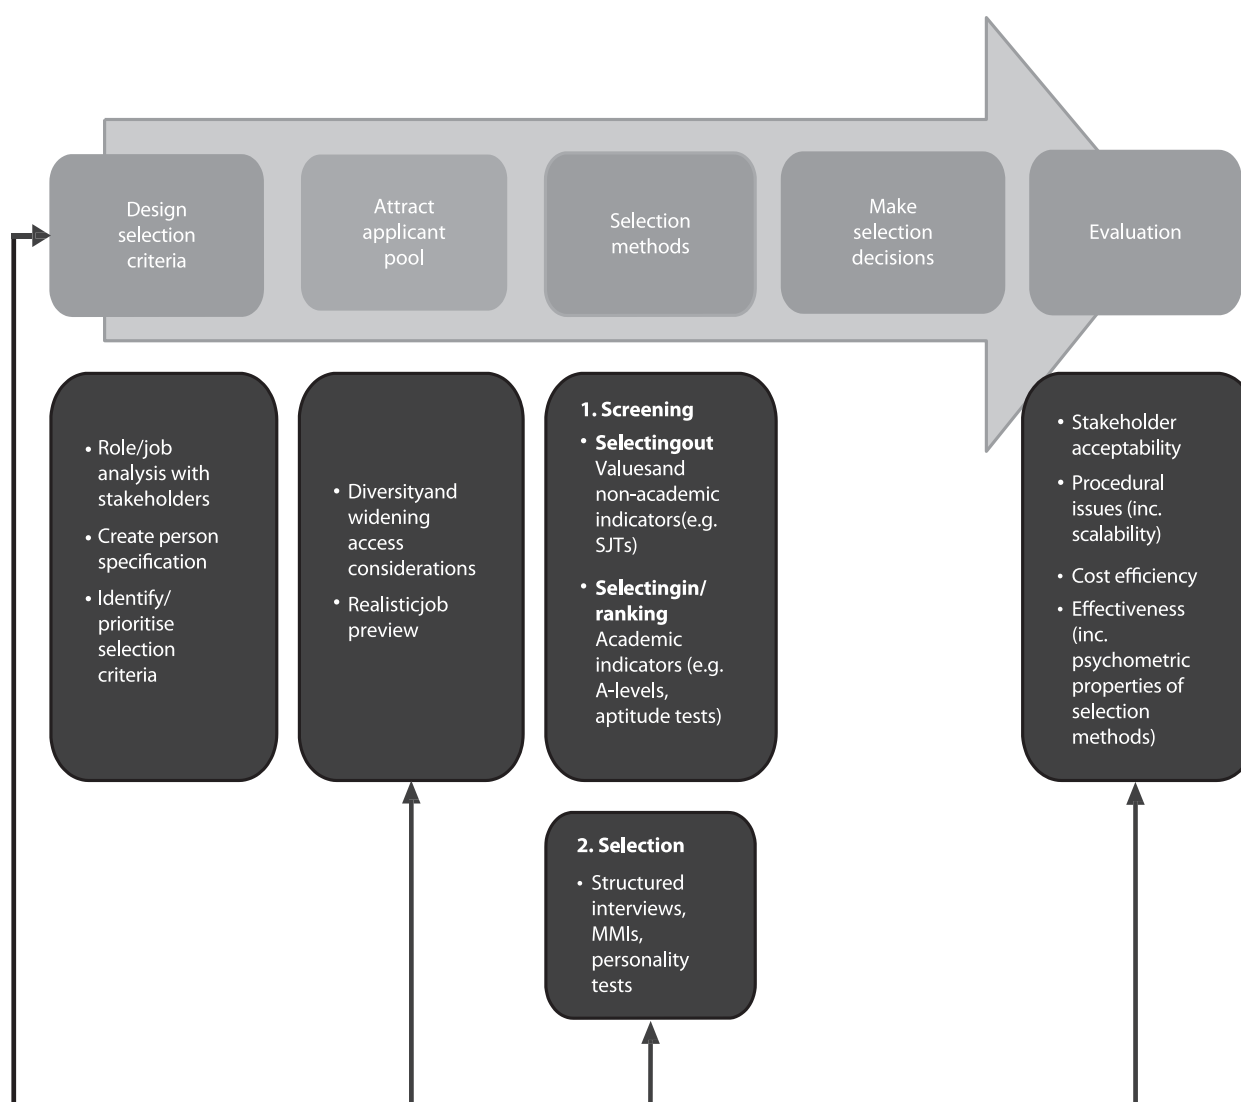 Design
selection
criteria
Attract
applicant
pool
Selection
methods
Make
selection
decisions
Evaluation
• Role/job
analysis with
stakeholders
• Create person
specification
• Identify/
prioritise
selection
criteria
• Diversityand
widening
access
considerations
• Realisticjob
preview
1. Screening
• Selectingout
Valuesand
non-academic
indicators(e.g.
SJTs)
• Selectingin/
ranking
Academic
indicators (e.g.
A-levels,
aptitude tests)
2. Selection
• Structured
interviews,
MMIs,
personality
tests
• Stakeholder
acceptability
• Procedural
issues (inc.
scalability)
• Cost efficiency
• Effectiveness
(inc.
psychometric
properties of
selection
methods)